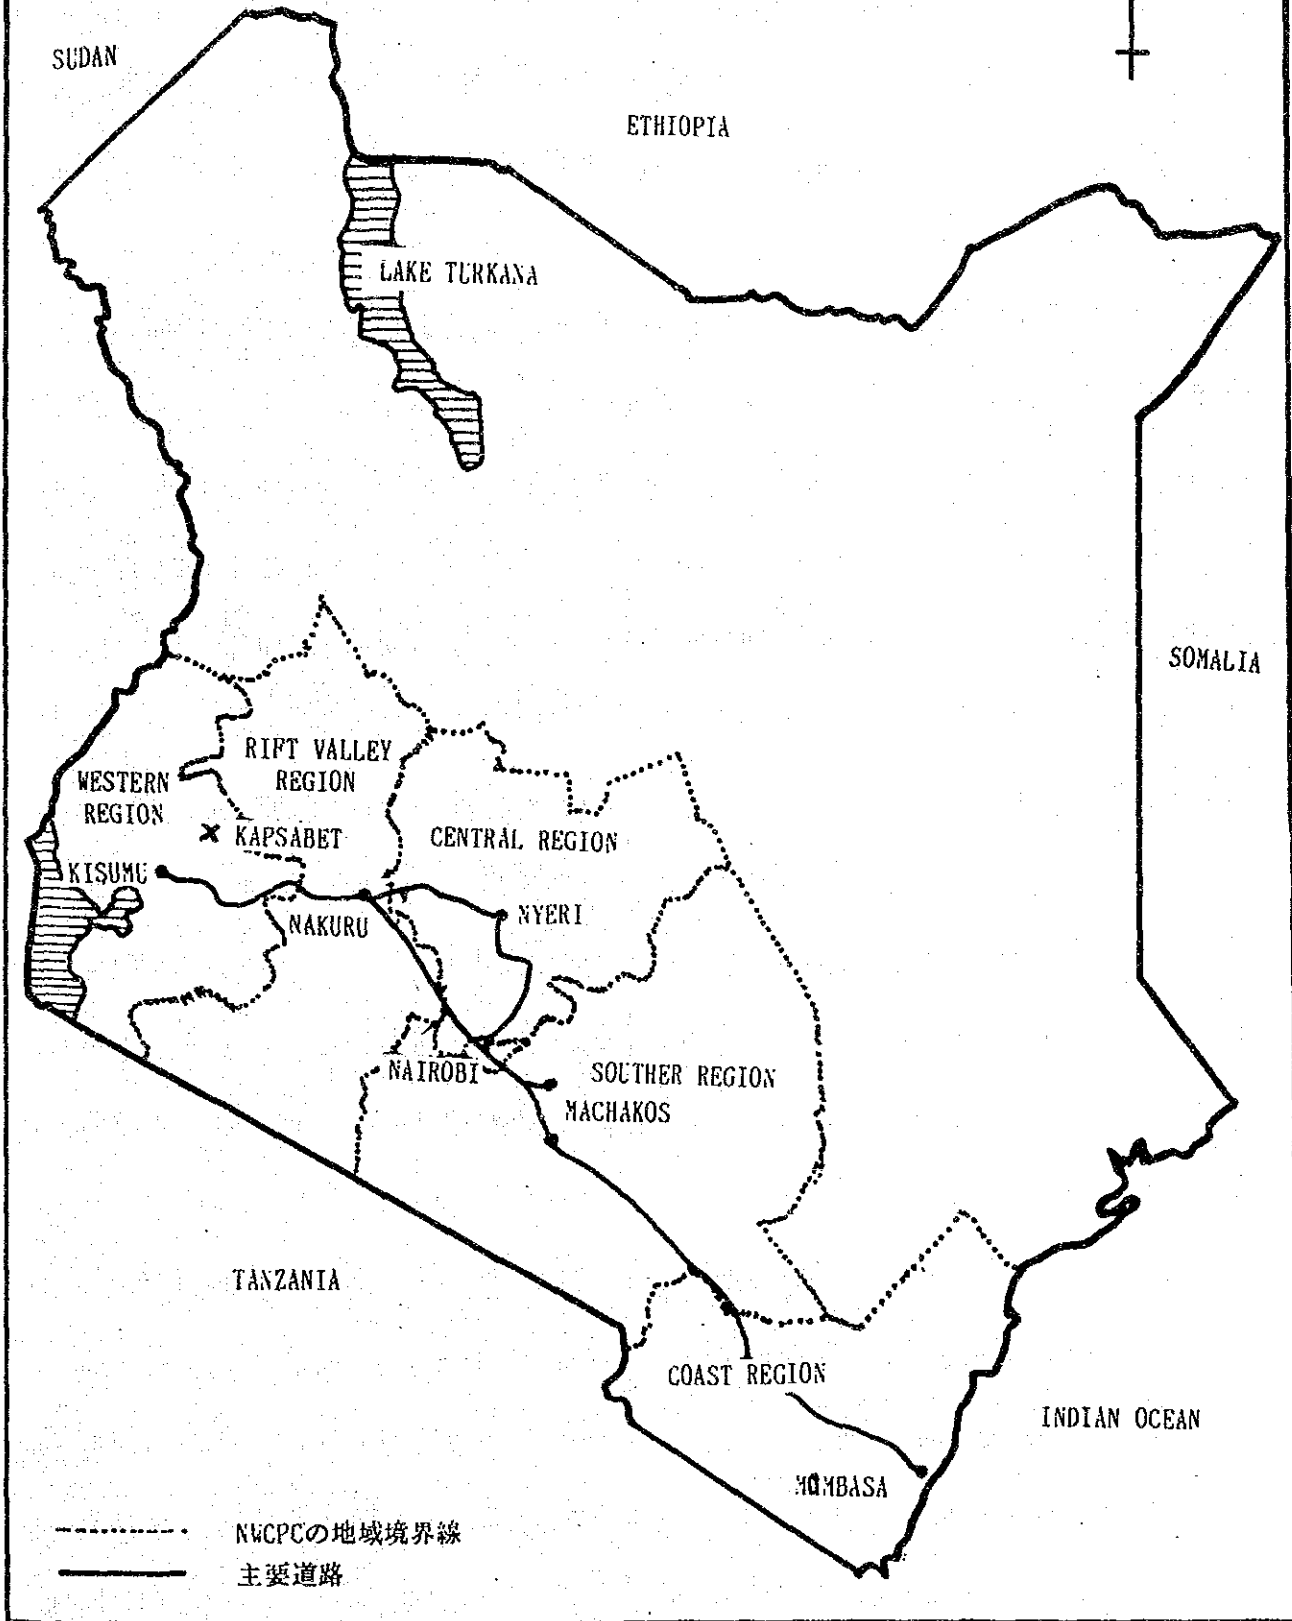 SUDAN
ETHIOPIA
LAKE TURKANA
SOMALIA
RIFT VALLEY
REGION
WESTERN
REGION
KAPSABET
CENTRAL REGION
KISUMU
NAKURU
NYERI
NAIROBI
SOUTHER REGION
MACHAKOS
TANZANIA
COAST REGION
INDIAN OCEAN
MOMBASA
NWCPCの地域境界線
主要道路